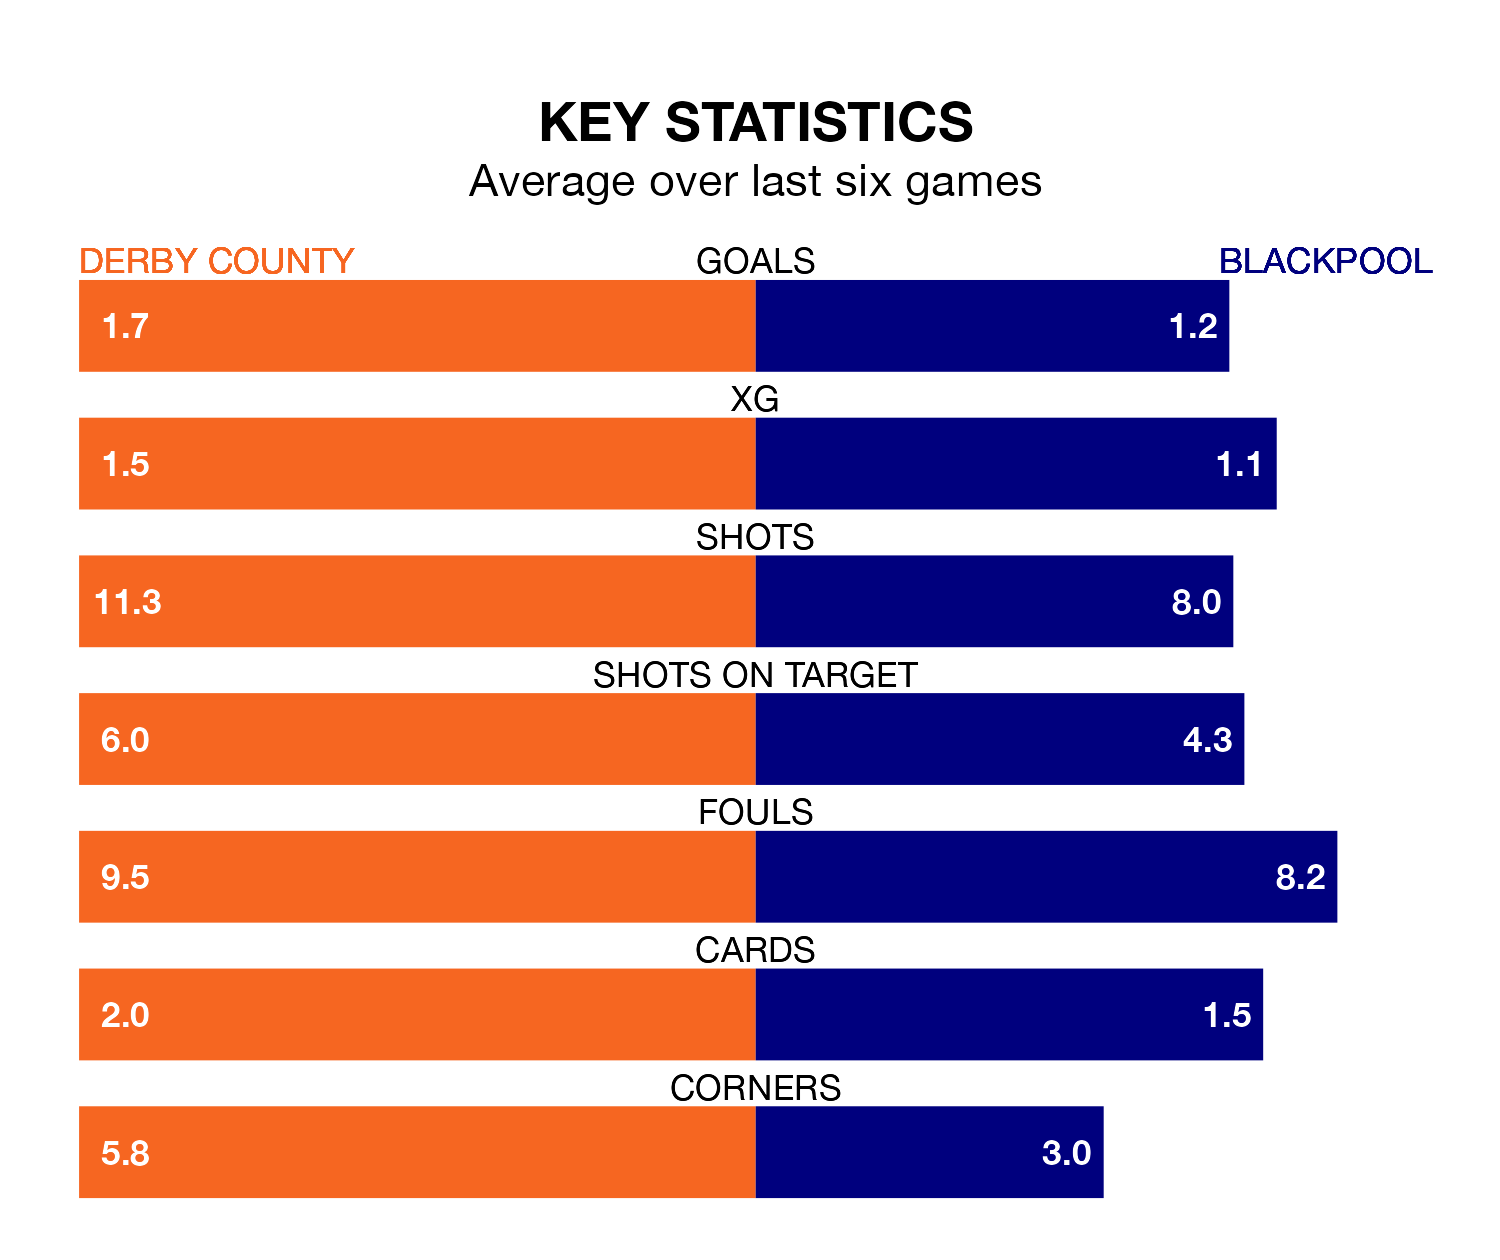 KEY STATISTICS
Average over last six games
DERBY COUNTY GOALS BLACKPOOL
1.7 1.2
XG
1.5 1.1
SHOTS
11.3 8.0
SHOTS ON TARGET
6.0 4.3
FOULS
9.5 8.2
CARDS
2.0 1.5
CORNERS
5.8 3.0